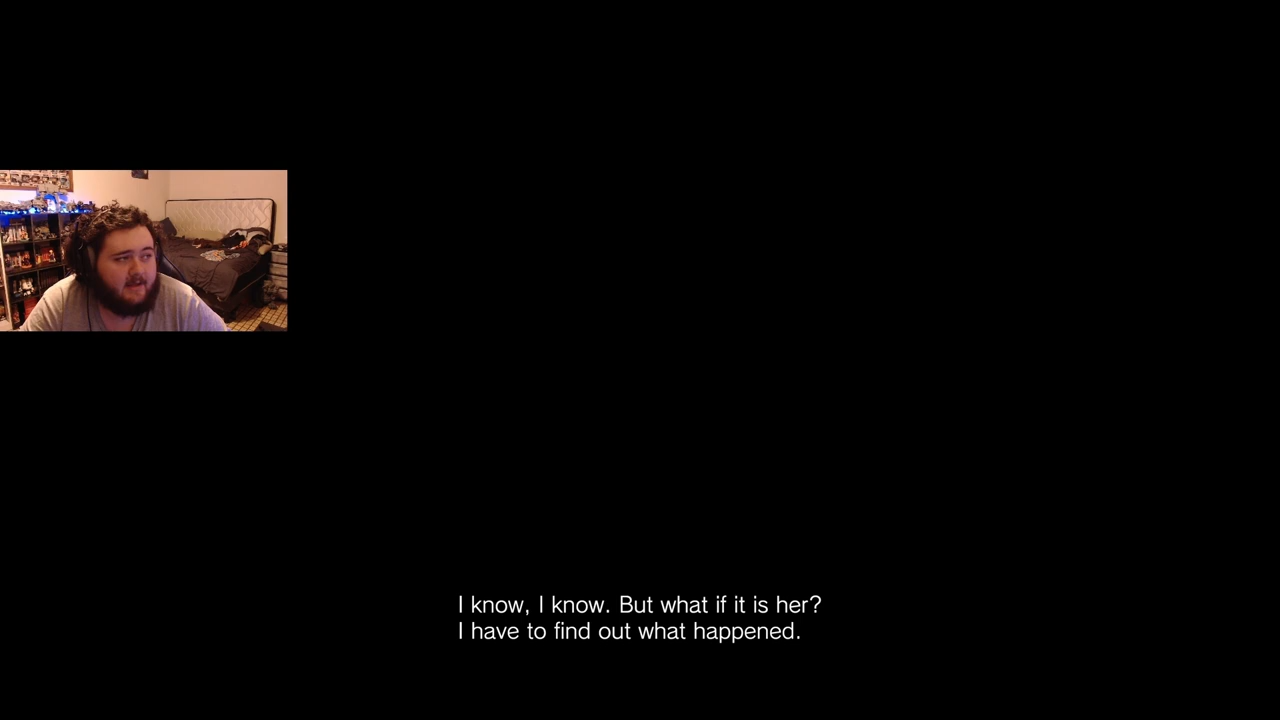 I know, I know. But what if it is her?
I have to find out what happened.